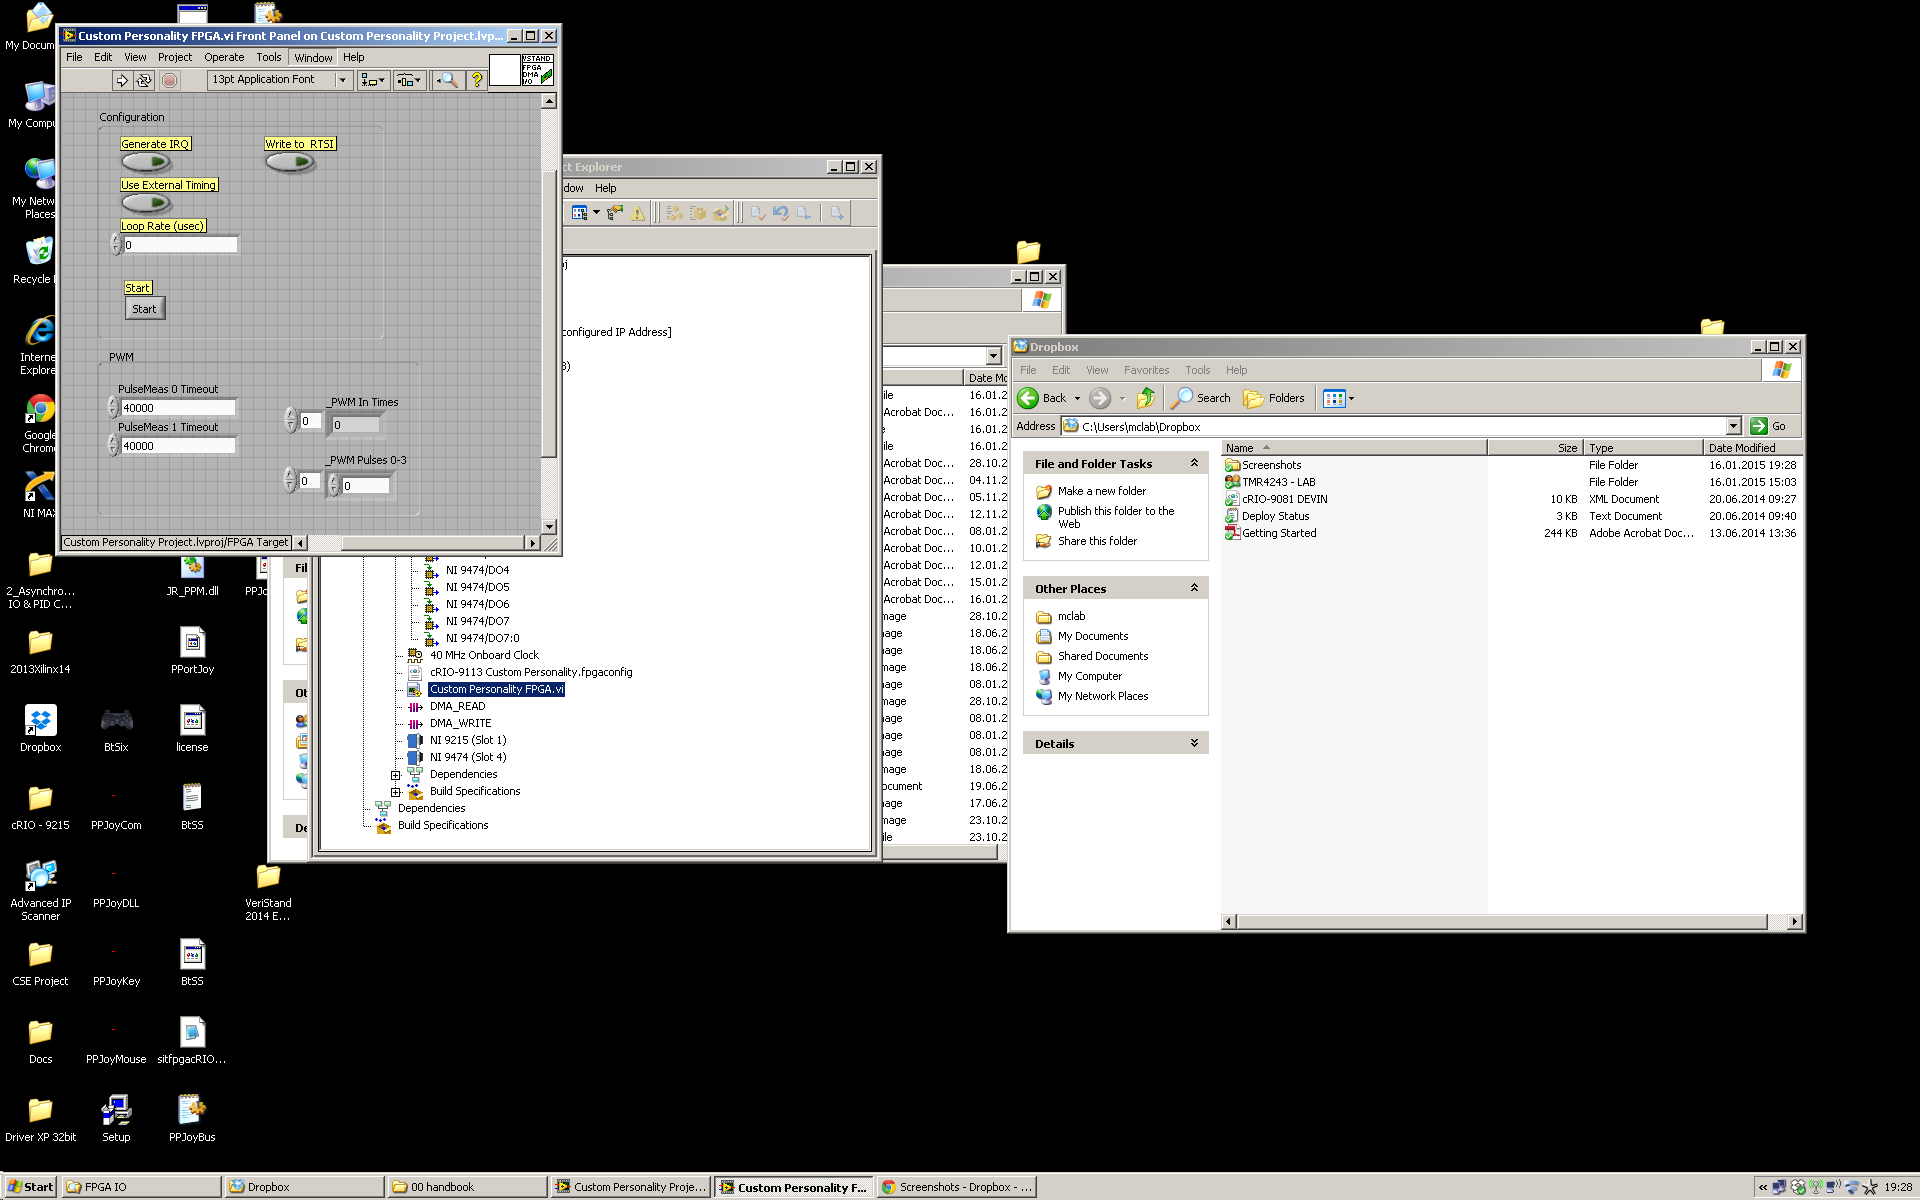 My Docum
My Compu
My Netw
Places
Recycle
Interne
Explore
Google
Chrom
NI MAX
2_Asynchro...
IO & PID C...
JR_PPM.dll
PPJo
2013Xilinx14
PPortJoy
Dropbox
BtSix
license
cRIO - 9215
PPJoyCom
BtSS
Advanced IP
Scanner
PPJoyDLL
VeriStand
2014 E...
CSE Project
PPJoyKey
BtSS
Docs
PPJoyMouse
sitfpgacRIO...
Driver XP 32bit
Setup
PPJoyBus
Custom Personality FPGA.vi Front Panel on Custom Personality Project.lvp...
File Edit View Project Operate Tools Window Help
13pt Application Font
VSTAND
FPGA
DMA
I/O
Configuration
Generate IRQ
Write to RTSI
Use External Timing
Loop Rate (usec)
0
Start
Start
PWM
PulseMeas 0 Timeout
40000
PulseMeas 1 Timeout
40000
_PWM In Times
0
0
_PWM Pulses 0-3
0
0
Custom Personality Project.lvproj/FPGA Target
ct Explorer
dow Help
oj
configured IP Address]
NI 9474/DO4
NI 9474/DO5
NI 9474/DO6
NI 9474/DO7
NI 9474/DO7:0
40 MHz Onboard Clock
cRIO-9113 Custom Personality.fpgaconfig
Custom Personality FPGA.vi
DMA_READ
DMA_WRITE
NI 9215 (Slot 1)
NI 9474 (Slot 4)
Dependencies
Build Specifications
Dependencies
Build Specifications
Fil
Ot
De
Date Mo
ile 16.01.2
Acrobat Doc... 16.01.2
16.01.2
ile 16.01.2
Acrobat Doc... 28.10.2
Acrobat Doc... 04.11.2
Acrobat Doc... 05.11.2
Acrobat Doc... 12.11.2
Acrobat Doc... 08.01.2
Acrobat Doc... 10.01.2
Acrobat Doc... 12.01.2
Acrobat Doc... 15.01.2
Acrobat Doc... 08.01.2
mage 28.10.2
age 18.06.2
mage 18.06.2
mage 18.06.2
age 08.01.2
mage 28.10.2
age 08.01.2
age 08.01.2
age 08.01.2
mage 18.06.2
ocument 19.06.2
age 17.06.2
mage 23.10.2
ile 23.10.2
Dropbox
File Edit View Favorites Tools Help
Back Search Folders
Address C:\Users\mclab\Dropbox Go
File and Folder Tasks
Make a new folder
Publish this folder to the
Web
Share this folder
Other Places
mclab
My Documents
Shared Documents
My Computer
My Network Places
Details
Name Size Type Date Modified
Screenshots File Folder 16.01.2015 19:28
TMR4243 - LAB File Folder 16.01.2015 15:03
cRIO-9081 DEVIN 10 KB XML Document 20.06.2014 09:27
Deploy Status 3 KB Text Document 20.06.2014 09:40
Getting Started 244 KB Adobe Acrobat Doc... 13.06.2014 13:36
Start
FPGA IO
Dropbox
00 handbook
Custom Personality Proje...
Custom Personality F...
Screenshots - Dropbox - ...
« 19:28